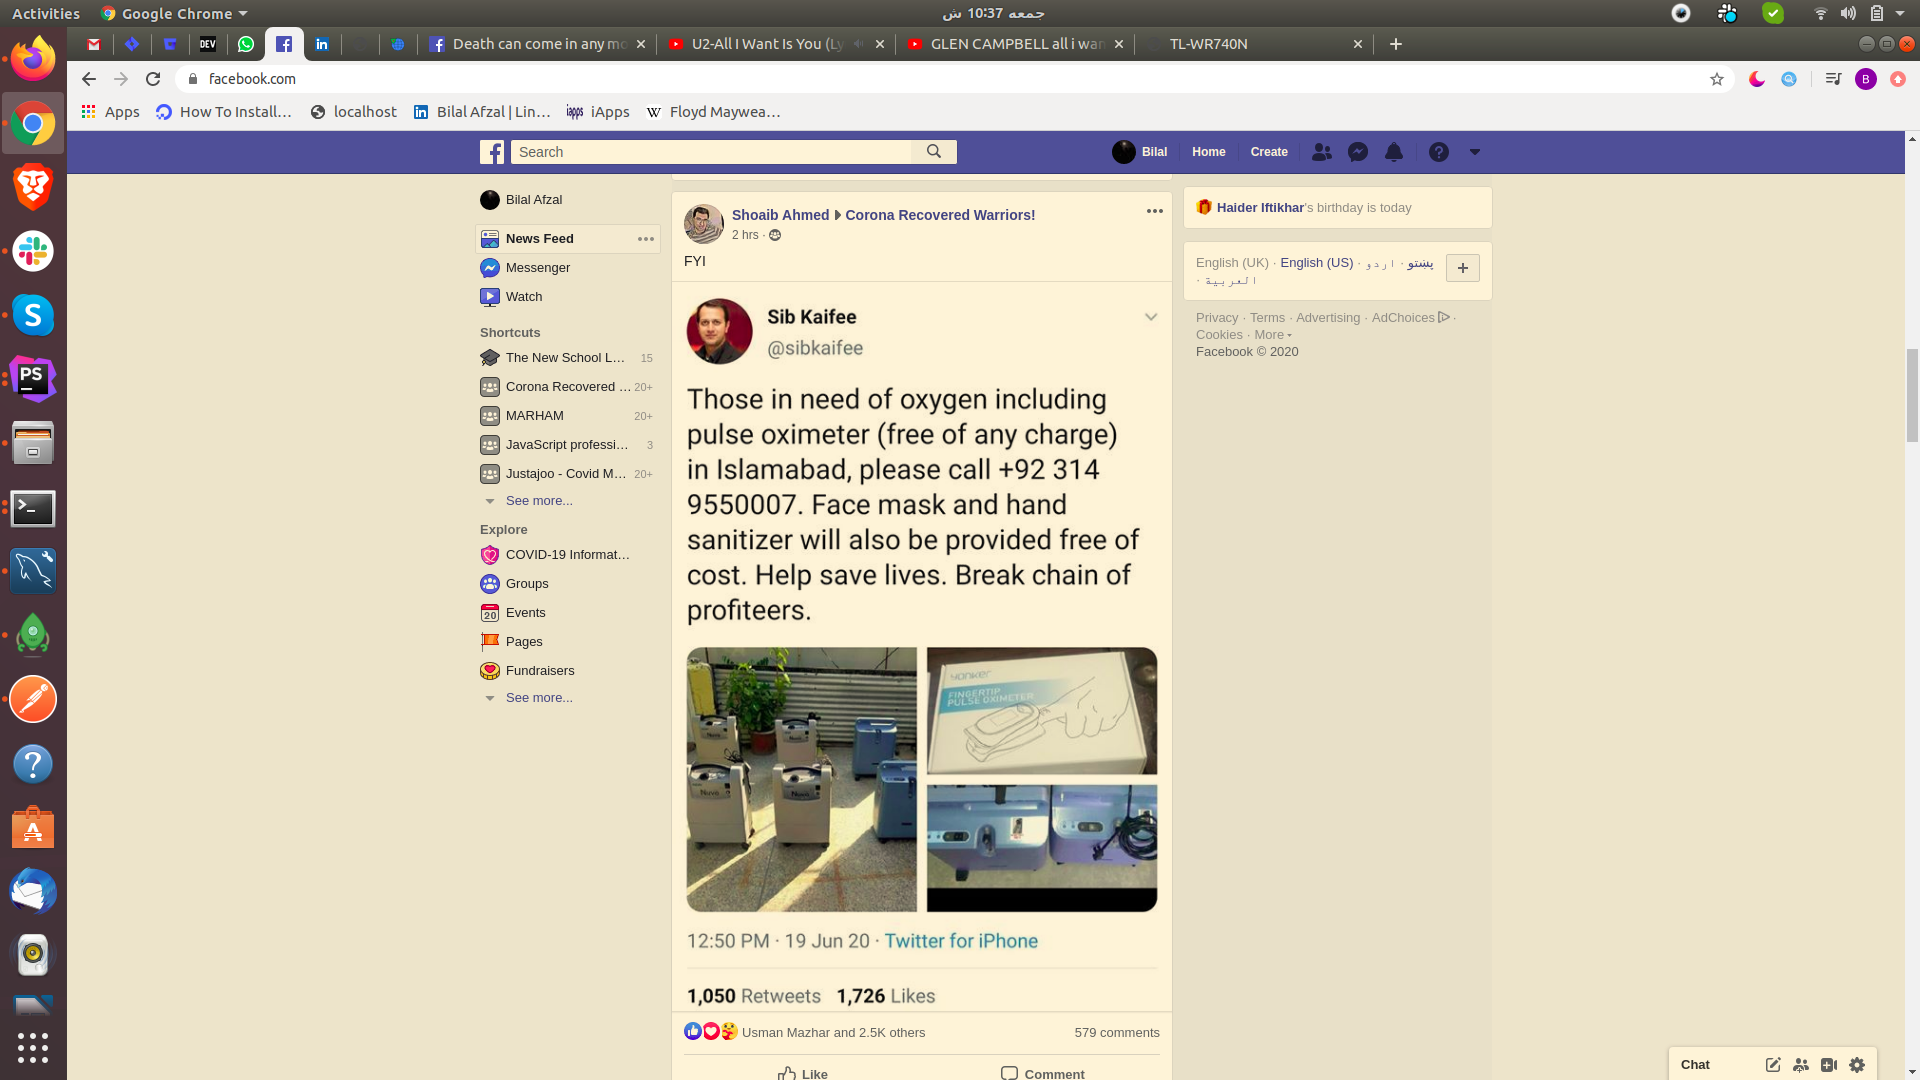 Activities
Google Chrome
جمعه 10:37 ش
DEV
Death can come in any mo
U2-All I Want Is You (Ly
GLEN CAMPBELL all i wan
TL-WR740N
facebook.com
B
Apps
How To Install…
localhost
Bilal Afzal | Lin…
iApps
Floyd Maywea…
Search
Bilal
Home
Create
Bilal Afzal
News Feed
Messenger
Watch
Shortcuts
The New School L... 15
Corona Recovered ... 20+
MARHAM 20+
JavaScript professi... 3
Justajoo - Covid M... 20+
See more...
Explore
COVID-19 Informat...
Groups
Events
Pages
Fundraisers
See more...
Shoaib Ahmed ▶ Corona Recovered Warriors!
2 hrs ·
FYI
Sib Kaifee
@sibkaifee
Those in need of oxygen including
pulse oximeter (free of any charge)
in Islamabad, please call +92 314
9550007. Face mask and hand
sanitizer will also be provided free of
cost. Help save lives. Break chain of
profiteers.
Nuvo
Nuvo
yonker
FINGERTIP
PULSE OXIMETER
12:50 PM · 19 Jun 20 · Twitter for iPhone
1,050 Retweets 1,726 Likes
Usman Mazhar and 2.5K others
579 comments
Like
Comment
Haider Iftikhar's birthday is today
English (UK) · English (US) · اردو · پښتو
· العربية
Privacy · Terms · Advertising · AdChoices ·
Cookies · More
Facebook © 2020
Chat
PS
20